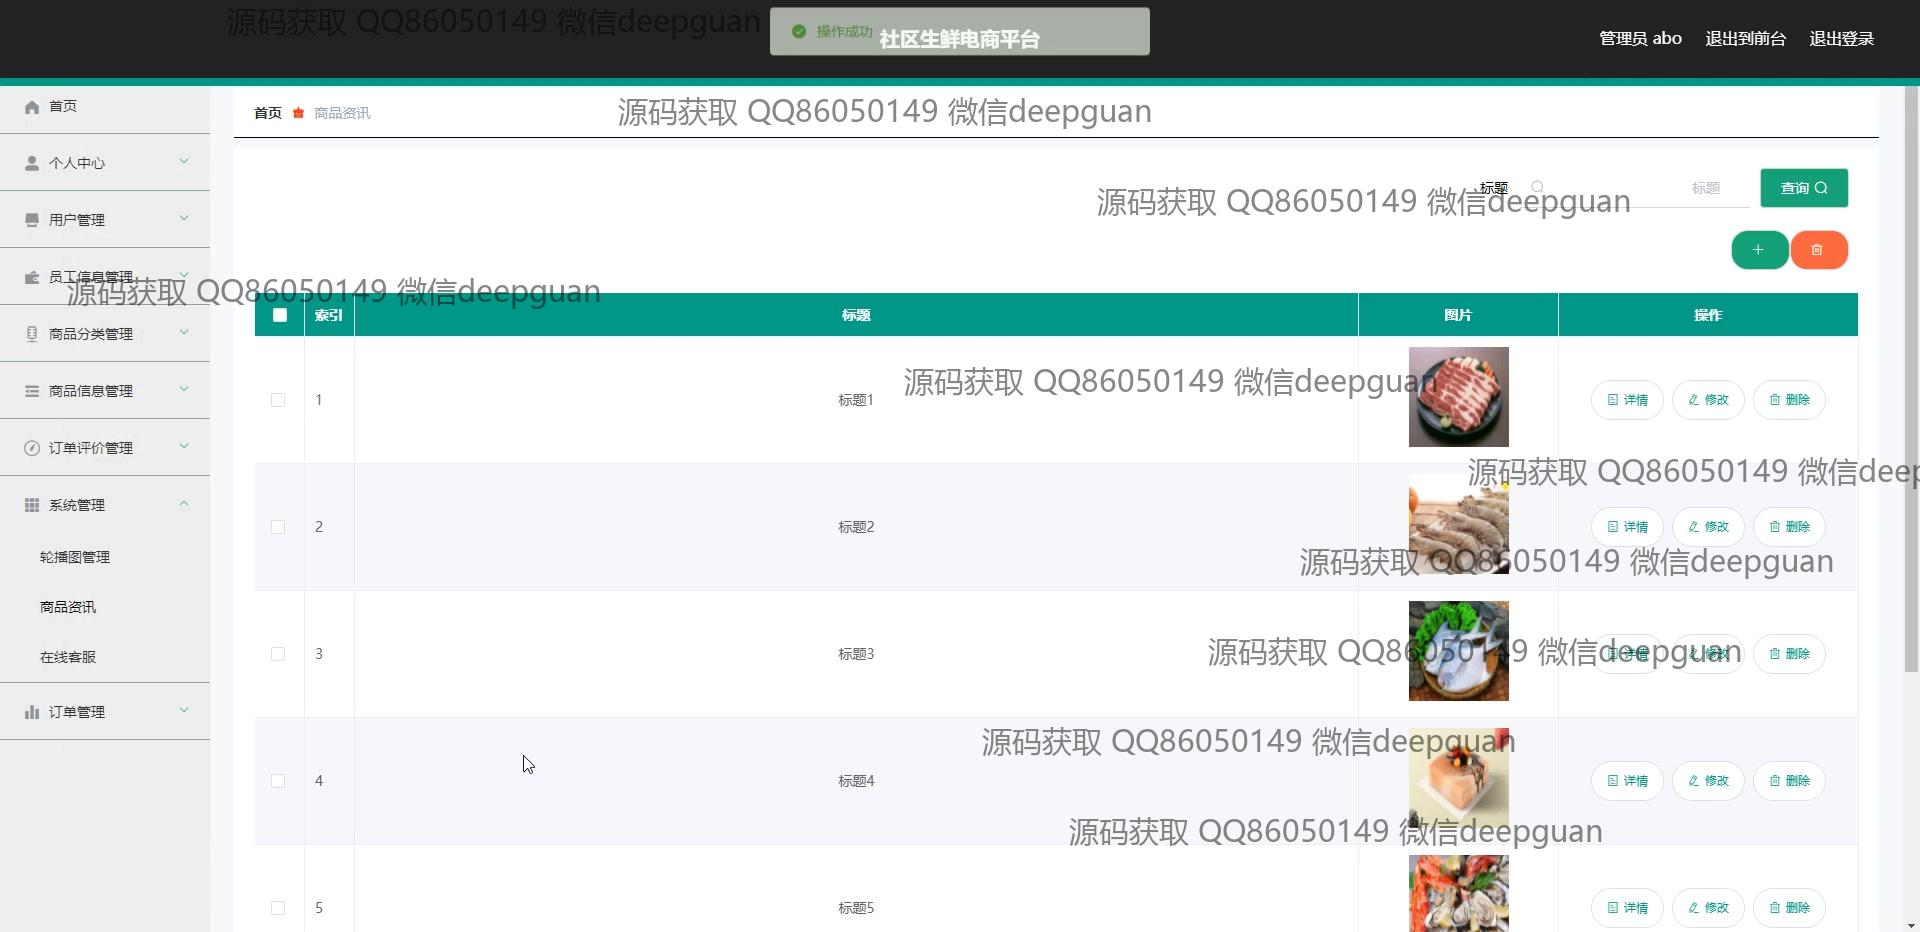 源码获取 QQ86050149 微信deepguan
操作成功
社区生鲜电商平台
管理员 abo
退出到前台
退出登录
首页
个人中心
用户管理
员工信息管理
商品分类管理
商品信息管理
订单评价管理
系统管理
轮播图管理
商品资讯
在线客服
订单管理
首页 商品资讯
源码获取 QQ86050149 微信deepguan
标题
标题
查询
源码获取 QQ86050149 微信deepguan
源码获取 QQ86050149 微信deepguan
索引 标题 图片 操作
1 标题1 详情 修改 删除
源码获取 QQ86050149 微信deepguan
源码获取 QQ86050149 微信deep
2 标题2 详情 修改 删除
源码获取 QQ86050149 微信deepguan
3 标题3 详情 修改 删除
源码获取 QQ86050149 微信deepguan
源码获取 QQ86050149 微信deepguan
4 标题4 详情 修改 删除
源码获取 QQ86050149 微信deepguan
5 标题5 详情 修改 删除